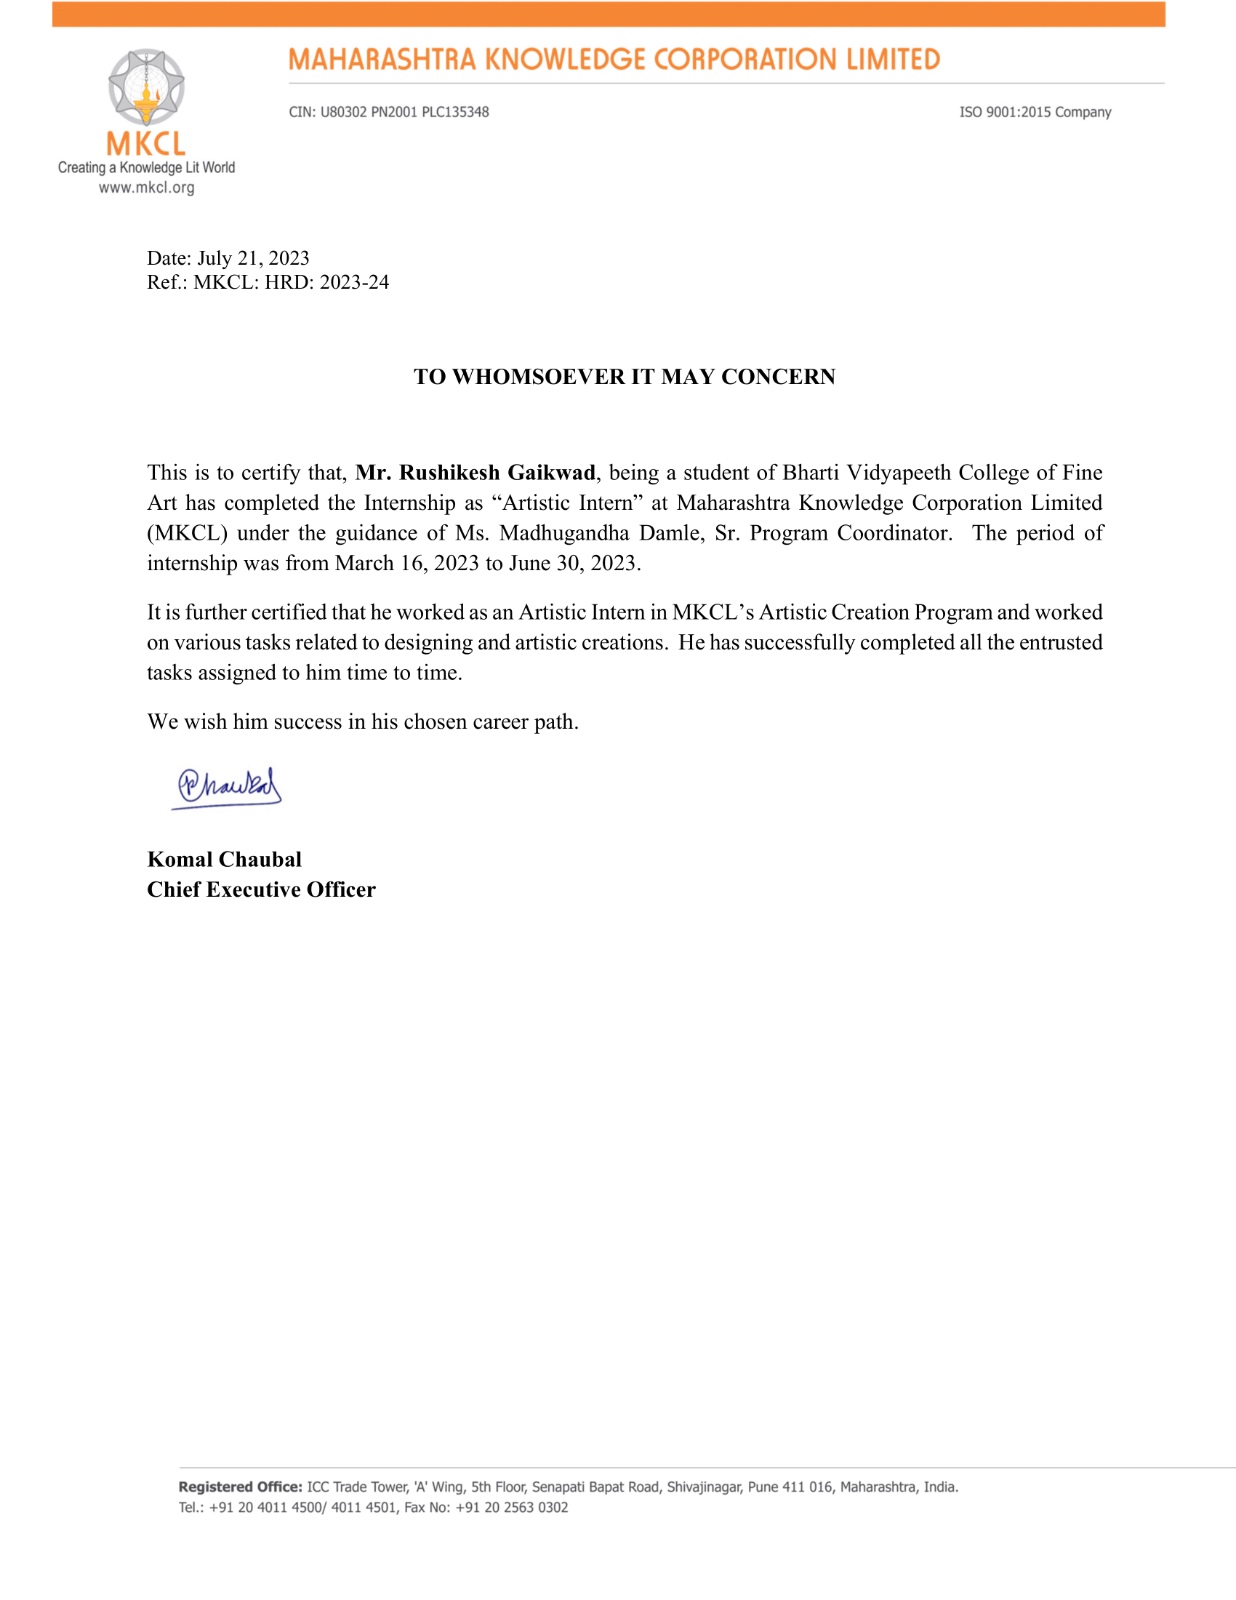 MAHARASHTRA KNOWLEDGE CORPORATION LIMITED
CIN: U80302 PN2001 PLC135348 ISO 9001:2015 Company
MKCL
Creating a Knowledge Lit World
www.mkcl.org
Date: July 21, 2023
Ref.: MKCL: HRD: 2023-24
TO WHOMSOEVER IT MAY CONCERN
This is to certify that, Mr. Rushikesh Gaikwad, being a student of Bharti Vidyapeeth College of Fine
Art has completed the Internship as “Artistic Intern” at Maharashtra Knowledge Corporation Limited
(MKCL) under the guidance of Ms. Madhugandha Damle, Sr. Program Coordinator. The period of
internship was from March 16, 2023 to June 30, 2023.
It is further certified that he worked as an Artistic Intern in MKCL’s Artistic Creation Program and worked
on various tasks related to designing and artistic creations. He has successfully completed all the entrusted
tasks assigned to him time to time.
We wish him success in his chosen career path.
Komal Chaubal
Chief Executive Officer
Registered Office: ICC Trade Tower, 'A' Wing, 5th Floor, Senapati Bapat Road, Shivajinagar, Pune 411 016, Maharashtra, India.
Tel.: +91 20 4011 4500/ 4011 4501, Fax No: +91 20 2563 0302